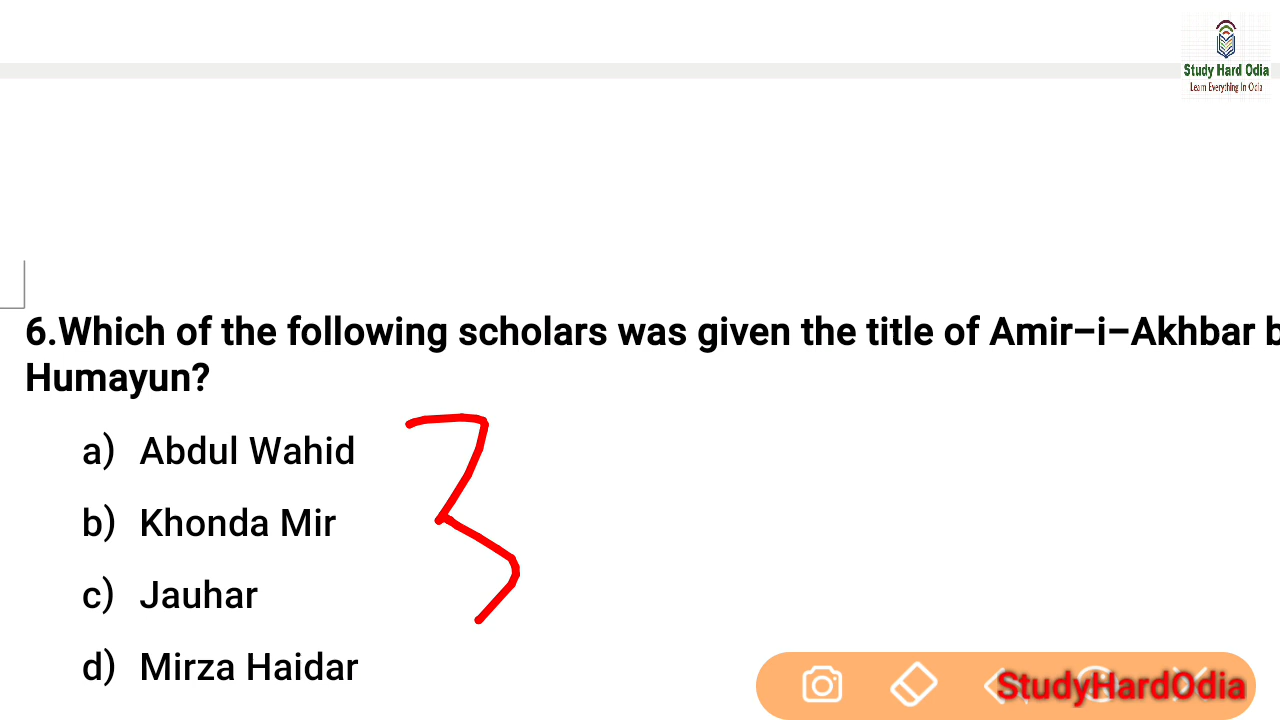 Study Hard Odia
Learn Everything In Odia
6.Which of the following scholars was given the title of Amir–i–Akhbar b
Humayun?
a) Abdul Wahid
b) Khonda Mir
c) Jauhar
d) Mirza Haidar
StudyHardOdia